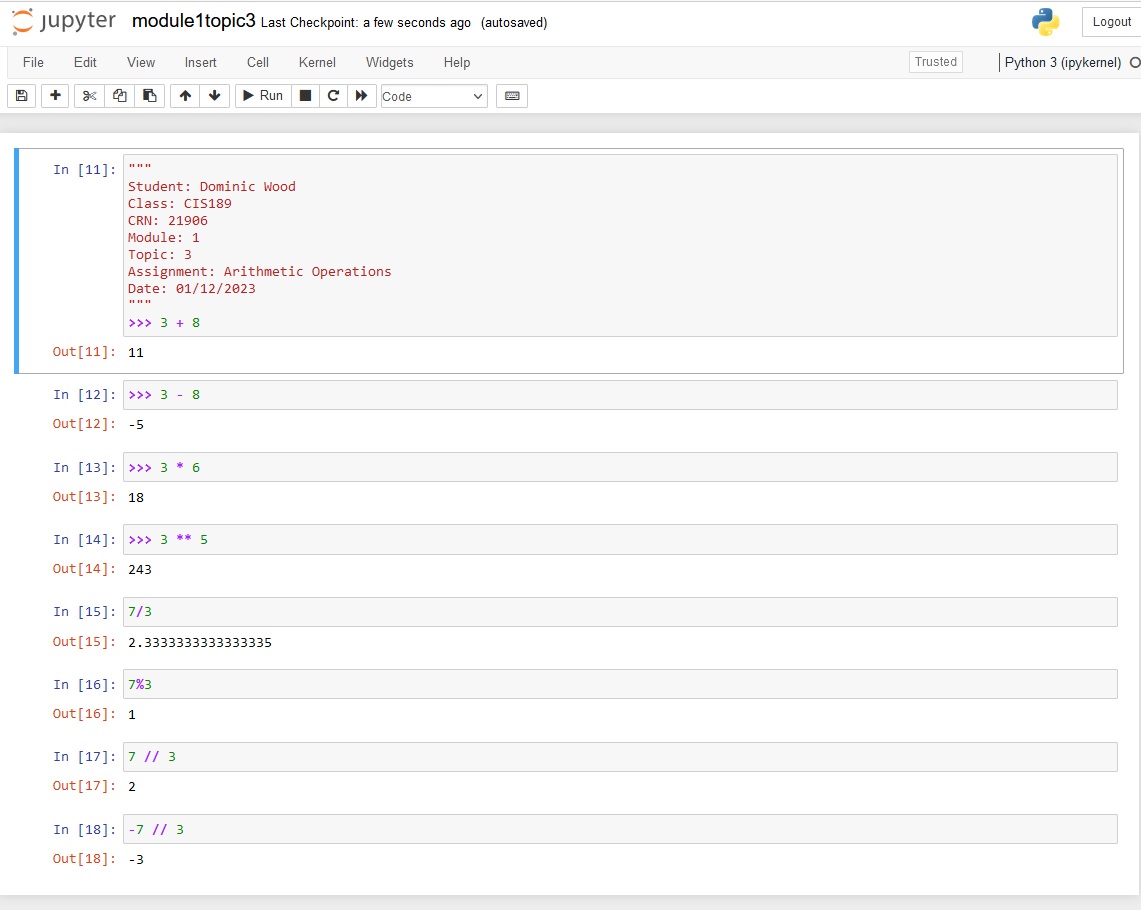 jupyter module1topic3 Last Checkpoint: a few seconds ago (autosaved) Logout
File Edit View Insert Cell Kernel Widgets Help Trusted Python 3 (ipykernel)
Run Code
In [11]: """
Student: Dominic Wood
Class: CIS189
CRN: 21906
Module: 1
Topic: 3
Assignment: Arithmetic Operations
Date: 01/12/2023
"""
>>> 3 + 8
Out[11]: 11
In [12]: >>> 3 - 8
Out[12]: -5
In [13]: >>> 3 * 6
Out[13]: 18
In [14]: >>> 3 ** 5
Out[14]: 243
In [15]: 7/3
Out[15]: 2.3333333333333335
In [16]: 7%3
Out[16]: 1
In [17]: 7 // 3
Out[17]: 2
In [18]: -7 // 3
Out[18]: -3